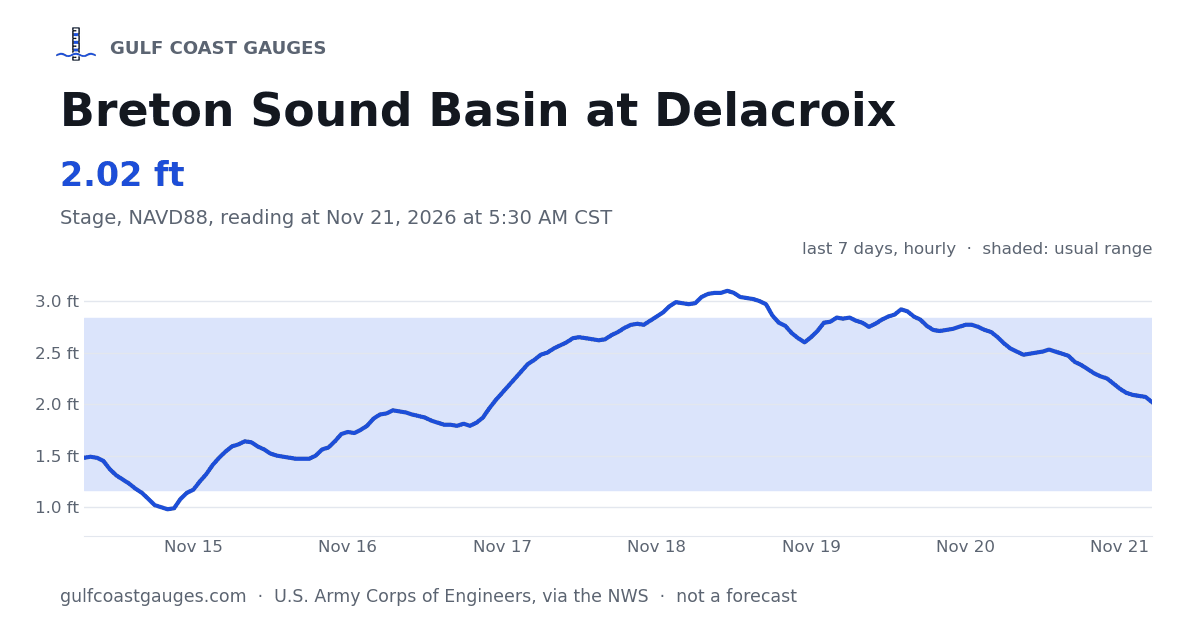 GULF COAST GAUGES
Breton Sound Basin at Delacroix
2.02 ft
Stage, NAVD88, reading at Nov 21, 2026 at 5:30 AM CST
last 7 days, hourly · shaded: usual range
3.0 ft
2.5 ft
2.0 ft
1.5 ft
1.0 ft
Nov 15 Nov 16 Nov 17 Nov 18 Nov 19 Nov 20 Nov 21
gulfcoastgauges.com · U.S. Army Corps of Engineers, via the NWS · not a forecast